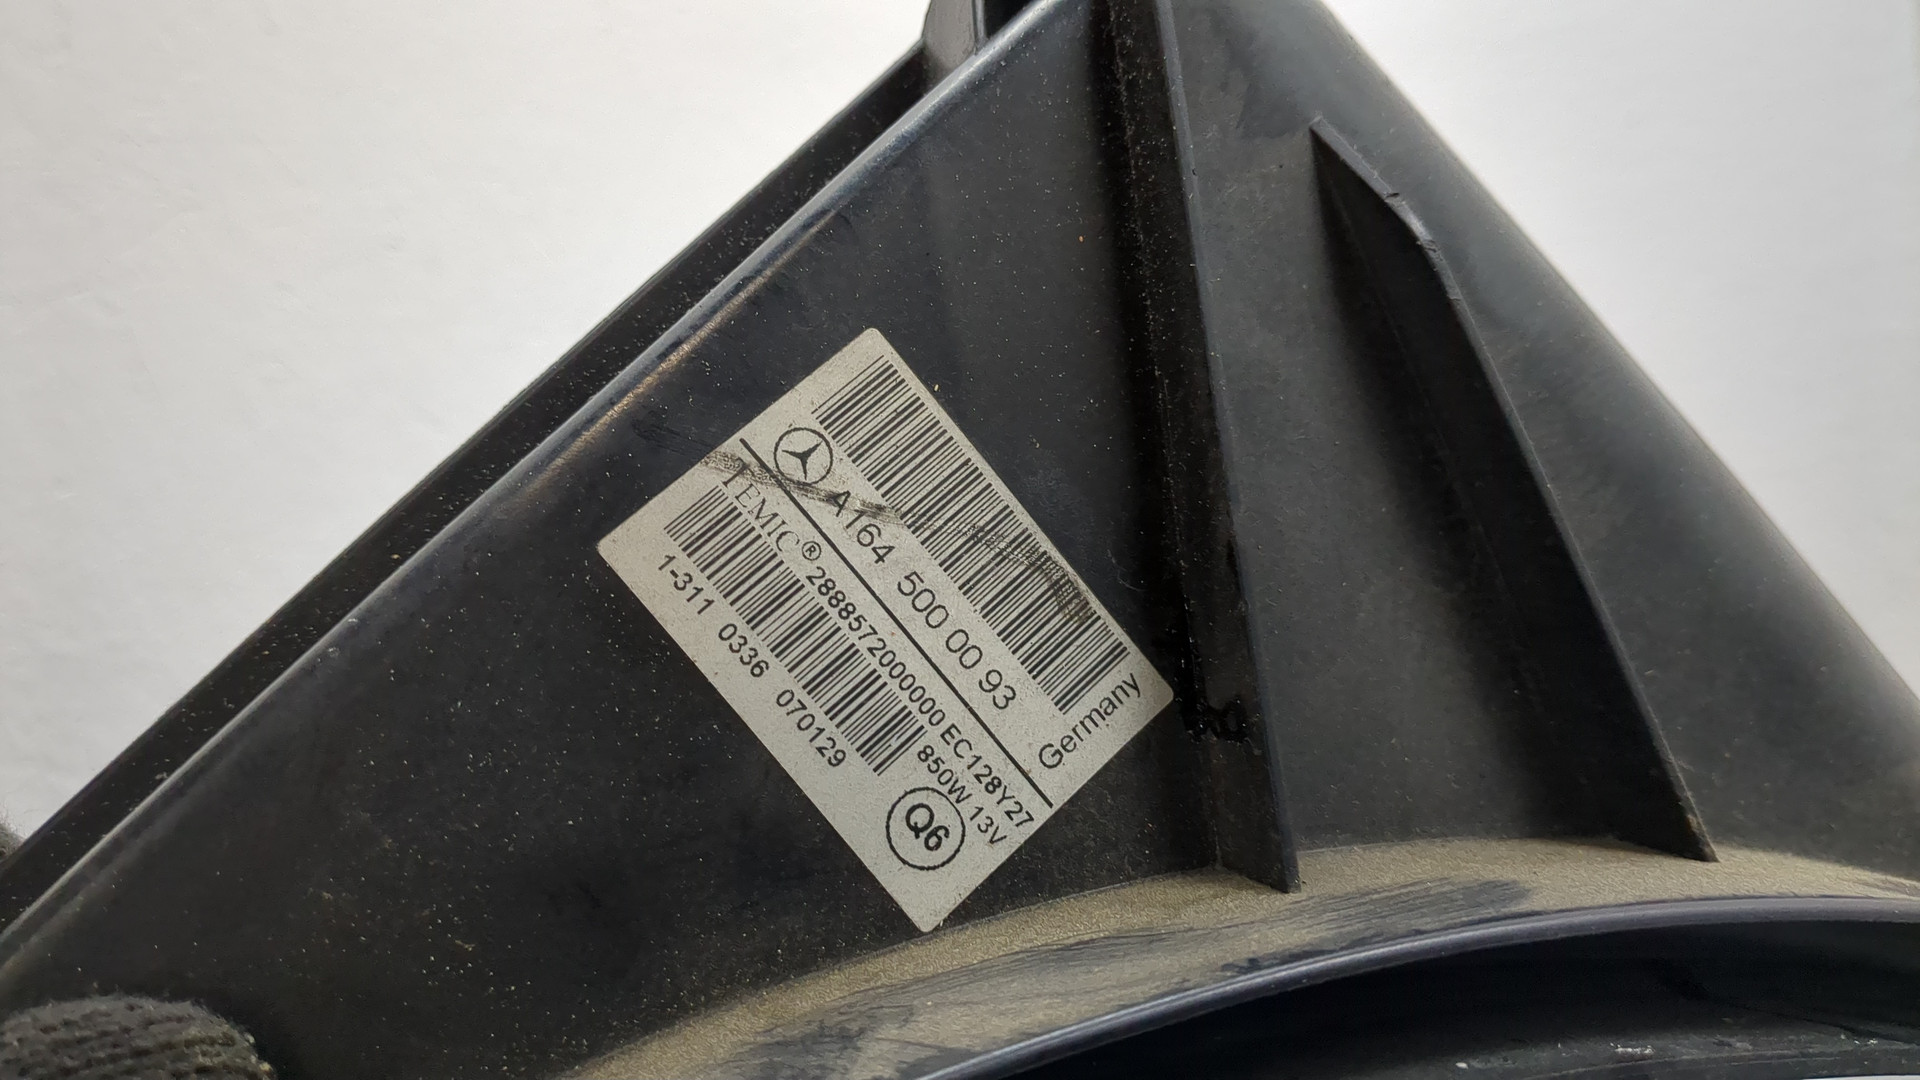 A164 500 00 93
Germany
TEMIC® 2888572000000 EC128Y27
850W 13V
1-311 0336 070129
Q6